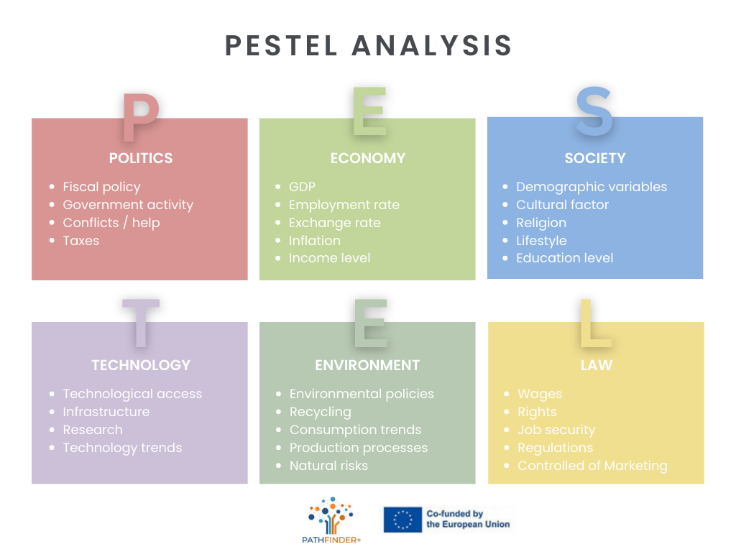 PESTEL ANALYSIS
P
POLITICS
Fiscal policy
Government activity
Conflicts / help
Taxes
E
ECONOMY
GDP
Employment rate
Exchange rate
Inflation
Income level
S
SOCIETY
Demographic variables
Cultural factor
Religion
Lifestyle
Education level
T
TECHNOLOGY
Technological access
Infrastructure
Research
Technology trends
E
ENVIRONMENT
Environmental policies
Recycling
Consumption trends
Production processes
Natural risks
L
LAW
Wages
Rights
Job security
Regulations
Controlled of Marketing
PATHFINDER+
Co-funded by
the European Union